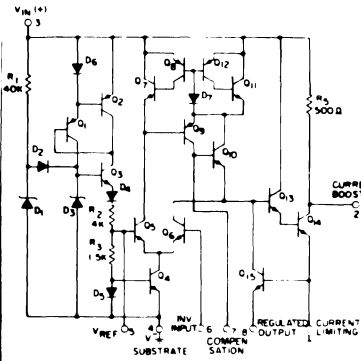 VIN (+)
3
R1
40K
D6
Q1
Q2
D2
Q3
D4
D1
D3
R2
4K
R3
1.5K
D5
Q7
Q8
Q12
Q11
D7
Q9
Q10
Q5
Q6
Q4
R5
500Ω
Q13
Q14
Q15
CURRE
BOOST
2
VREF 5
4
V-
SUBSTRATE
INV
INPUT 6
7
COMPEN
SATION
8 REGULATED
OUTPUT
CURRENT
LIMITING
1